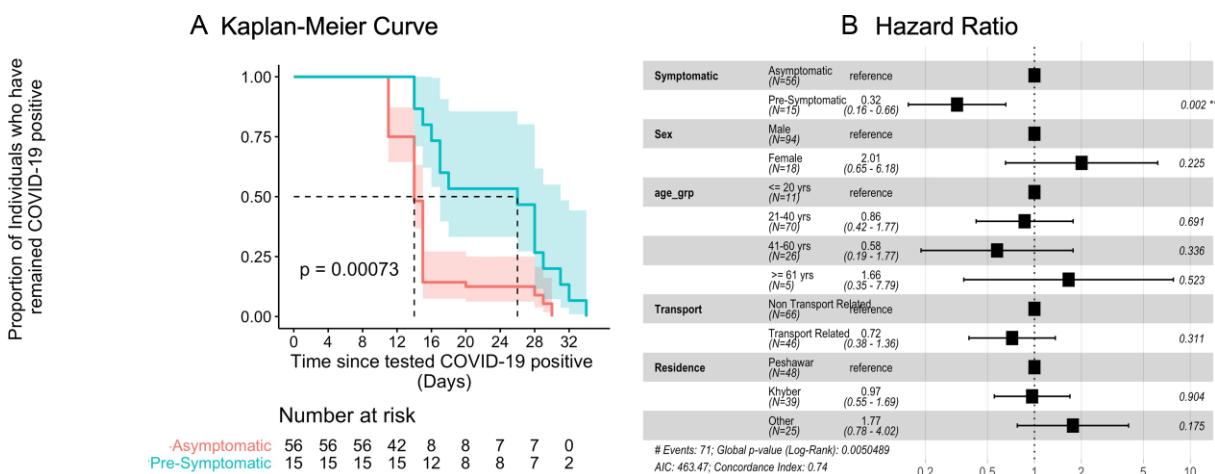 A Kaplan-Meier Curve
Proportion of Individuals who have
remained COVID-19 positive
1.00
0.75
0.50
0.25
0.00
p = 0.00073
0 4 8 12 16 20 24 28 32
Time since tested COVID-19 positive
(Days)
Number at risk
Asymptomatic 56 56 56 42 8 8 7 7 0
Pre-Symptomatic 15 15 15 15 12 8 8 7 2
B Hazard Ratio
Symptomatic Asymptomatic reference
(N=56)
Pre-Symptomatic 0.32 0.002 **
(N=15) (0.16 - 0.66)
Sex Male reference
(N=94)
Female 2.01 0.225
(N=18) (0.65 - 6.18)
age_grp <= 20 yrs reference
(N=11)
21-40 yrs 0.86 0.691
(N=70) (0.42 - 1.77)
41-60 yrs 0.58 0.336
(N=26) (0.19 - 1.77)
>= 61 yrs 1.66 0.523
(N=5) (0.35 - 7.79)
Transport Non Transport Related reference
(N=66)
Transport Related 0.72 0.311
(N=46) (0.38 - 1.36)
Residence Peshawar reference
(N=48)
Khyber 0.97 0.904
(N=39) (0.55 - 1.69)
Other 1.77 0.175
(N=25) (0.78 - 4.02)
# Events: 71; Global p-value (Log-Rank): 0.0050489
AIC: 463.47; Concordance Index: 0.74
0.2 0.5 1 2 5 10